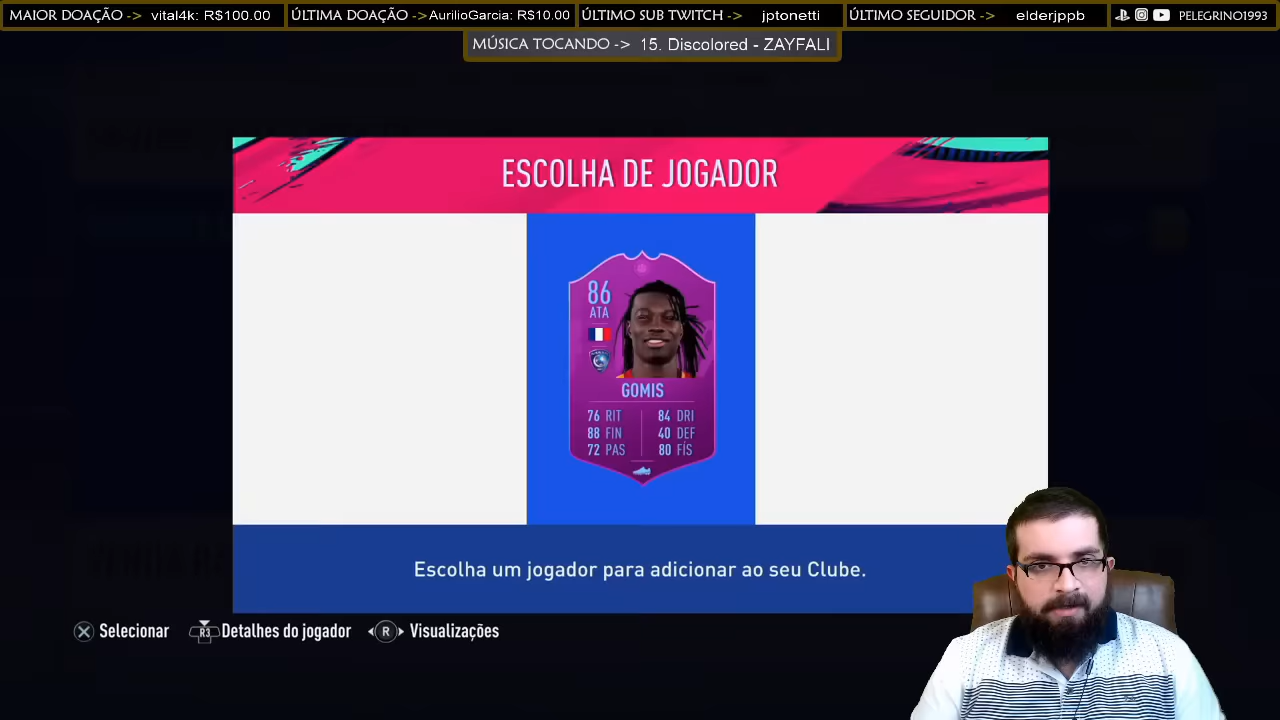 MAIOR DOAÇÃO -> vital4k: R$100.00
ÚLTIMA DOAÇÃO -> AurilioGarcia: R$10.00
ÚLTIMO SUB TWITCH -> jptonetti
ÚLTIMO SEGUIDOR -> elderjppb
PELEGRINO1993
MÚSICA TOCANDO -> 15. Discolored - ZAYFALI
ESCOLHA DE JOGADOR
86
ATA
GOMIS
76 RIT 84 DRI
88 FIN 40 DEF
72 PAS 80 FÍS
Escolha um jogador para adicionar ao seu Clube.
Selecionar R3 Detalhes do jogador R Visualizações